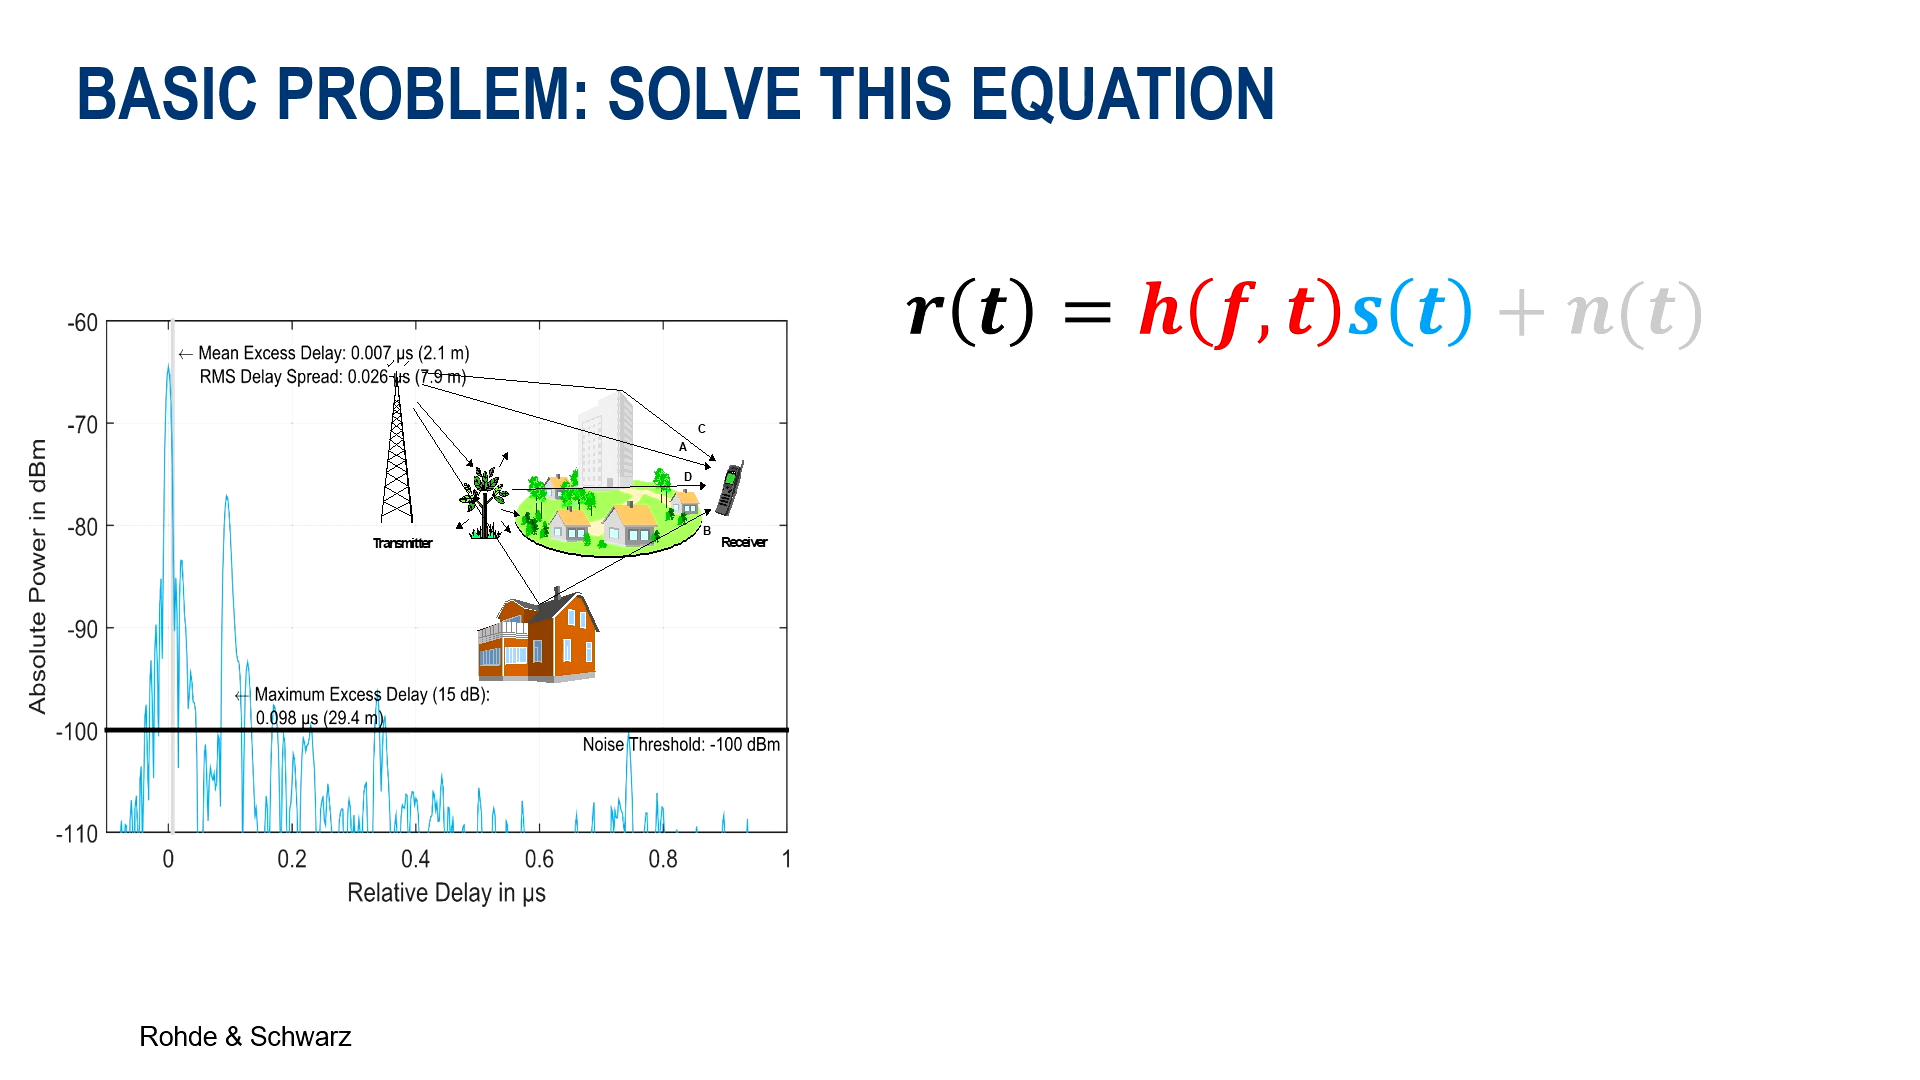 BASIC PROBLEM: SOLVE THIS EQUATION
r(t) = h(f, t)s(t) + n(t)
-60
-70
-80
-90
-100
-110
Absolute Power in dBm
← Mean Excess Delay: 0.007 µs (2.1 m)
RMS Delay Spread: 0.026 µs (7.9 m)
C
A
D
B
Transmitter
Receiver
← Maximum Excess Delay (15 dB):
0.098 µs (29.4 m)
Noise Threshold: -100 dBm
0 0.2 0.4 0.6 0.8 1
Relative Delay in µs
Rohde & Schwarz